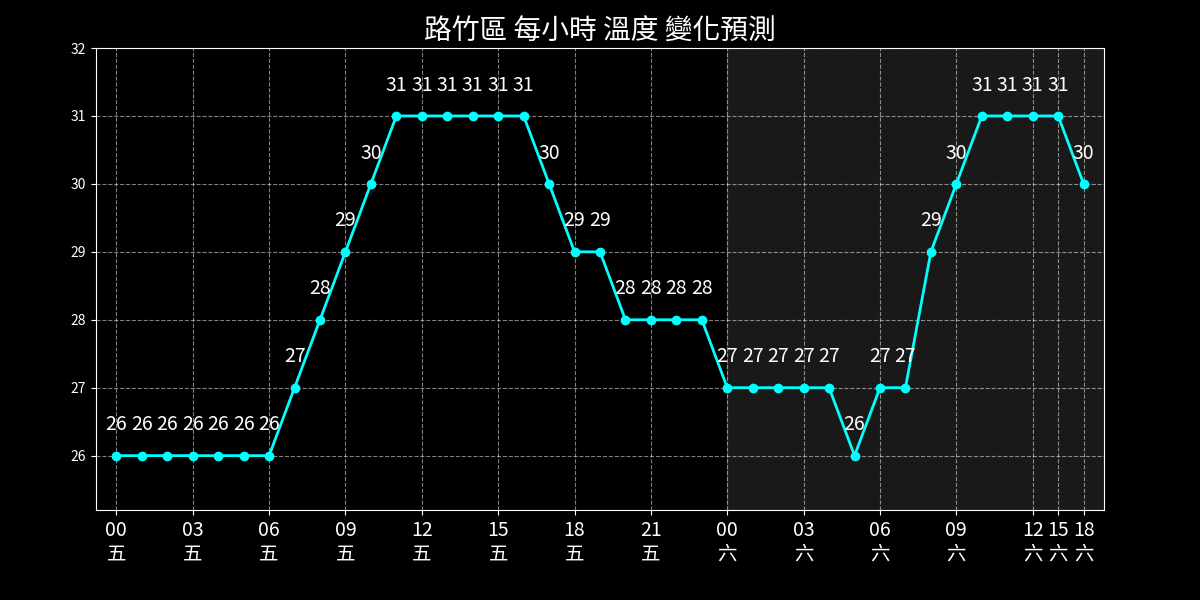 路竹區 每小時 溫度 變化預測
32
31 31 31 31 31 31 31 31 31 31
31
30 30 30 30
30
29 29 29 29
29
28 28 28 28 28
28
27 27 27 27 27 27 27 27
27
26 26 26 26 26 26 26 26
26
00 03 06 09 12 15 18 21 00 03 06 09 12 15 18
五 五 五 五 五 五 五 五 六 六 六 六 六 六 六